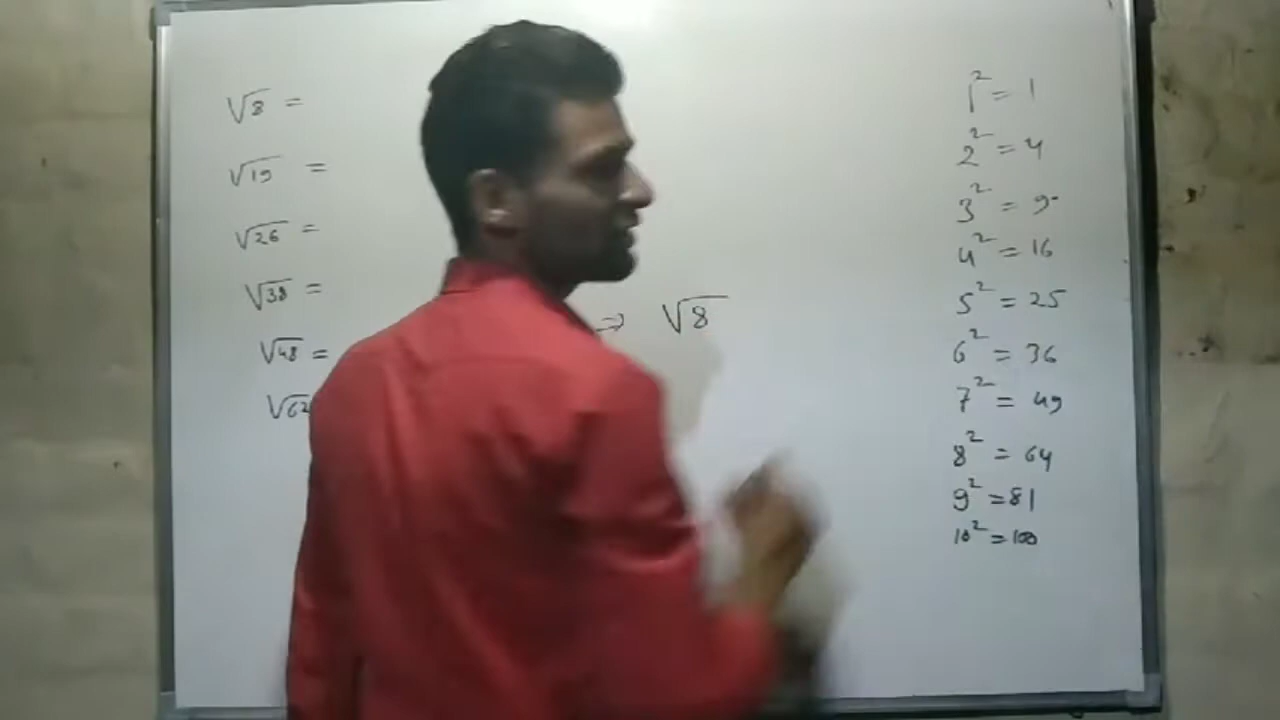 √8 =
√19 =
√26 =
√38 =
√48 =
√62
⇒ √8
1² = 1
2² = 4
3² = 9
4² = 16
5² = 25
6² = 36
7² = 49
8² = 64
9² = 81
10² = 100